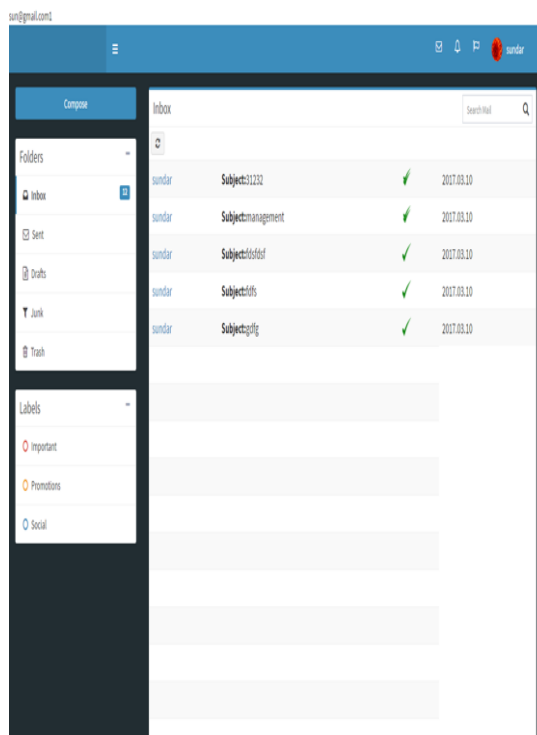 sun@gmail.com1
sundar
Compose
Folders
Inbox
Sent
Drafts
Junk
Trash
Labels
Important
Promotions
Social
Inbox
Search Mail
sundar Subject:31232 2017.03.10
sundar Subject:management 2017.03.10
sundar Subject:fdsfdsf 2017.03.10
sundar Subject:fdfs 2017.03.10
sundar Subject:gdfg 2017.03.10